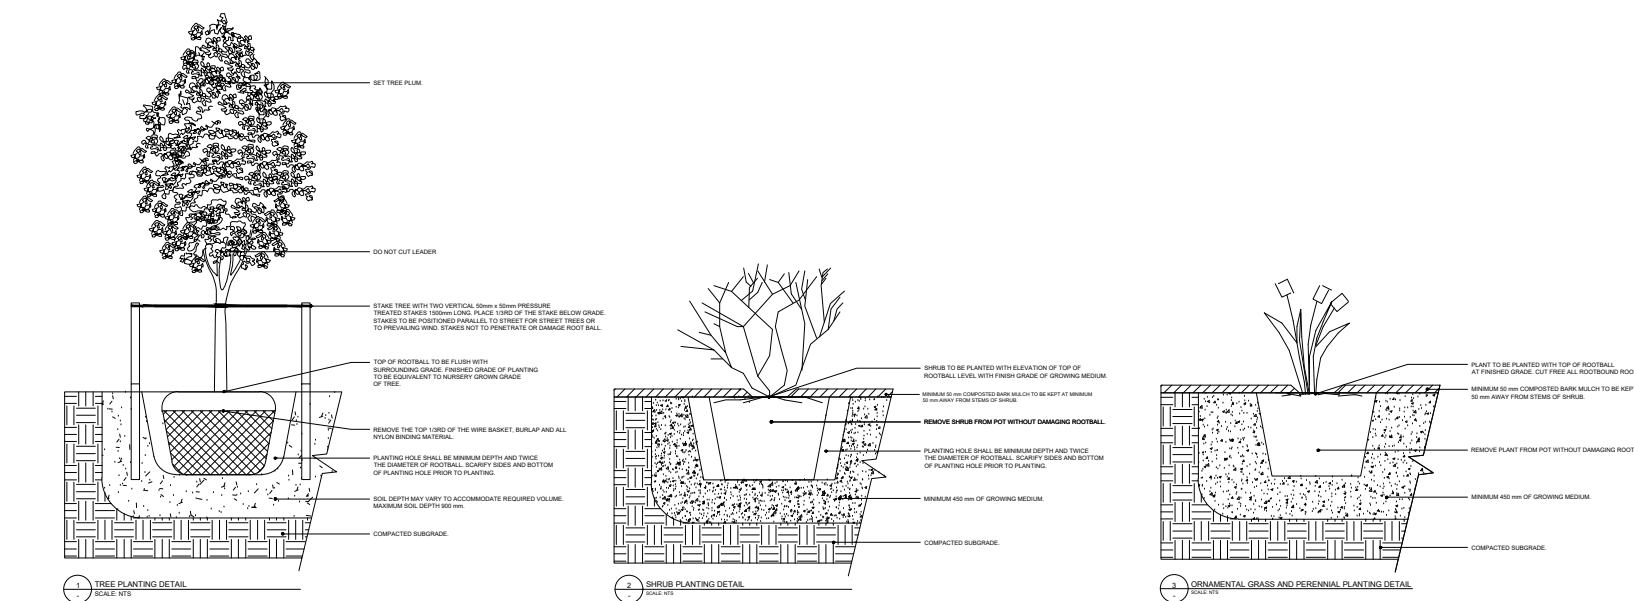 SET TREE PLUM.
DO NOT CUT LEADER
STAKE TREE WITH TWO VERTICAL 50mm x 50mm PRESSURE
TREATED STAKES 1500mm LONG. PLACE 1/3RD OF THE STAKE BELOW GRADE.
STAKES TO BE POSITIONED PARALLEL TO STREET FOR STREET TREES OR
TO PREVAILING WIND. STAKES NOT TO PENETRATE OR DAMAGE ROOT BALL.
TOP OF ROOTBALL TO BE FLUSH WITH
SURROUNDING GRADE. FINISHED GRADE OF PLANTING
TO BE EQUIVALENT TO NURSERY GROWN GRADE
OF TREE.
REMOVE THE TOP 1/3RD OF THE WIRE BASKET, BURLAP AND ALL
NYLON BINDING MATERIAL.
PLANTING HOLE SHALL BE MINIMUM DEPTH AND TWICE
THE DIAMETER OF ROOTBALL. SCARIFY SIDES AND BOTTOM
OF PLANTING HOLE PRIOR TO PLANTING.
SOIL DEPTH MAY VARY TO ACCOMMODATE REQUIRED VOLUME.
MAXIMUM SOIL DEPTH 900 mm.
COMPACTED SUBGRADE.
1
-
TREE PLANTING DETAIL
SCALE: NTS
SHRUB TO BE PLANTED WITH ELEVATION OF TOP OF
ROOTBALL LEVEL WITH FINISH GRADE OF GROWING MEDIUM.
MINIMUM 50 mm COMPOSTED BARK MULCH TO BE KEPT AT MINIMUM
50 mm AWAY FROM STEMS OF SHRUB.
REMOVE SHRUB FROM POT WITHOUT DAMAGING ROOTBALL.
PLANTING HOLE SHALL BE MINIMUM DEPTH AND TWICE
THE DIAMETER OF ROOTBALL. SCARIFY SIDES AND BOTTOM
OF PLANTING HOLE PRIOR TO PLANTING.
MINIMUM 450 mm OF GROWING MEDIUM.
COMPACTED SUBGRADE.
2
-
SHRUB PLANTING DETAIL
SCALE: NTS
PLANT TO BE PLANTED WITH TOP OF ROOTBALL
AT FINISHED GRADE. CUT FREE ALL ROOTBOUND ROO
MINIMUM 50 mm COMPOSTED BARK MULCH TO BE KEP
50 mm AWAY FROM STEMS OF SHRUB.
REMOVE PLANT FROM POT WITHOUT DAMAGING ROOT
MINIMUM 450 mm OF GROWING MEDIUM.
COMPACTED SUBGRADE.
3
-
ORNAMENTAL GRASS AND PERENNIAL PLANTING DETAIL
SCALE: NTS